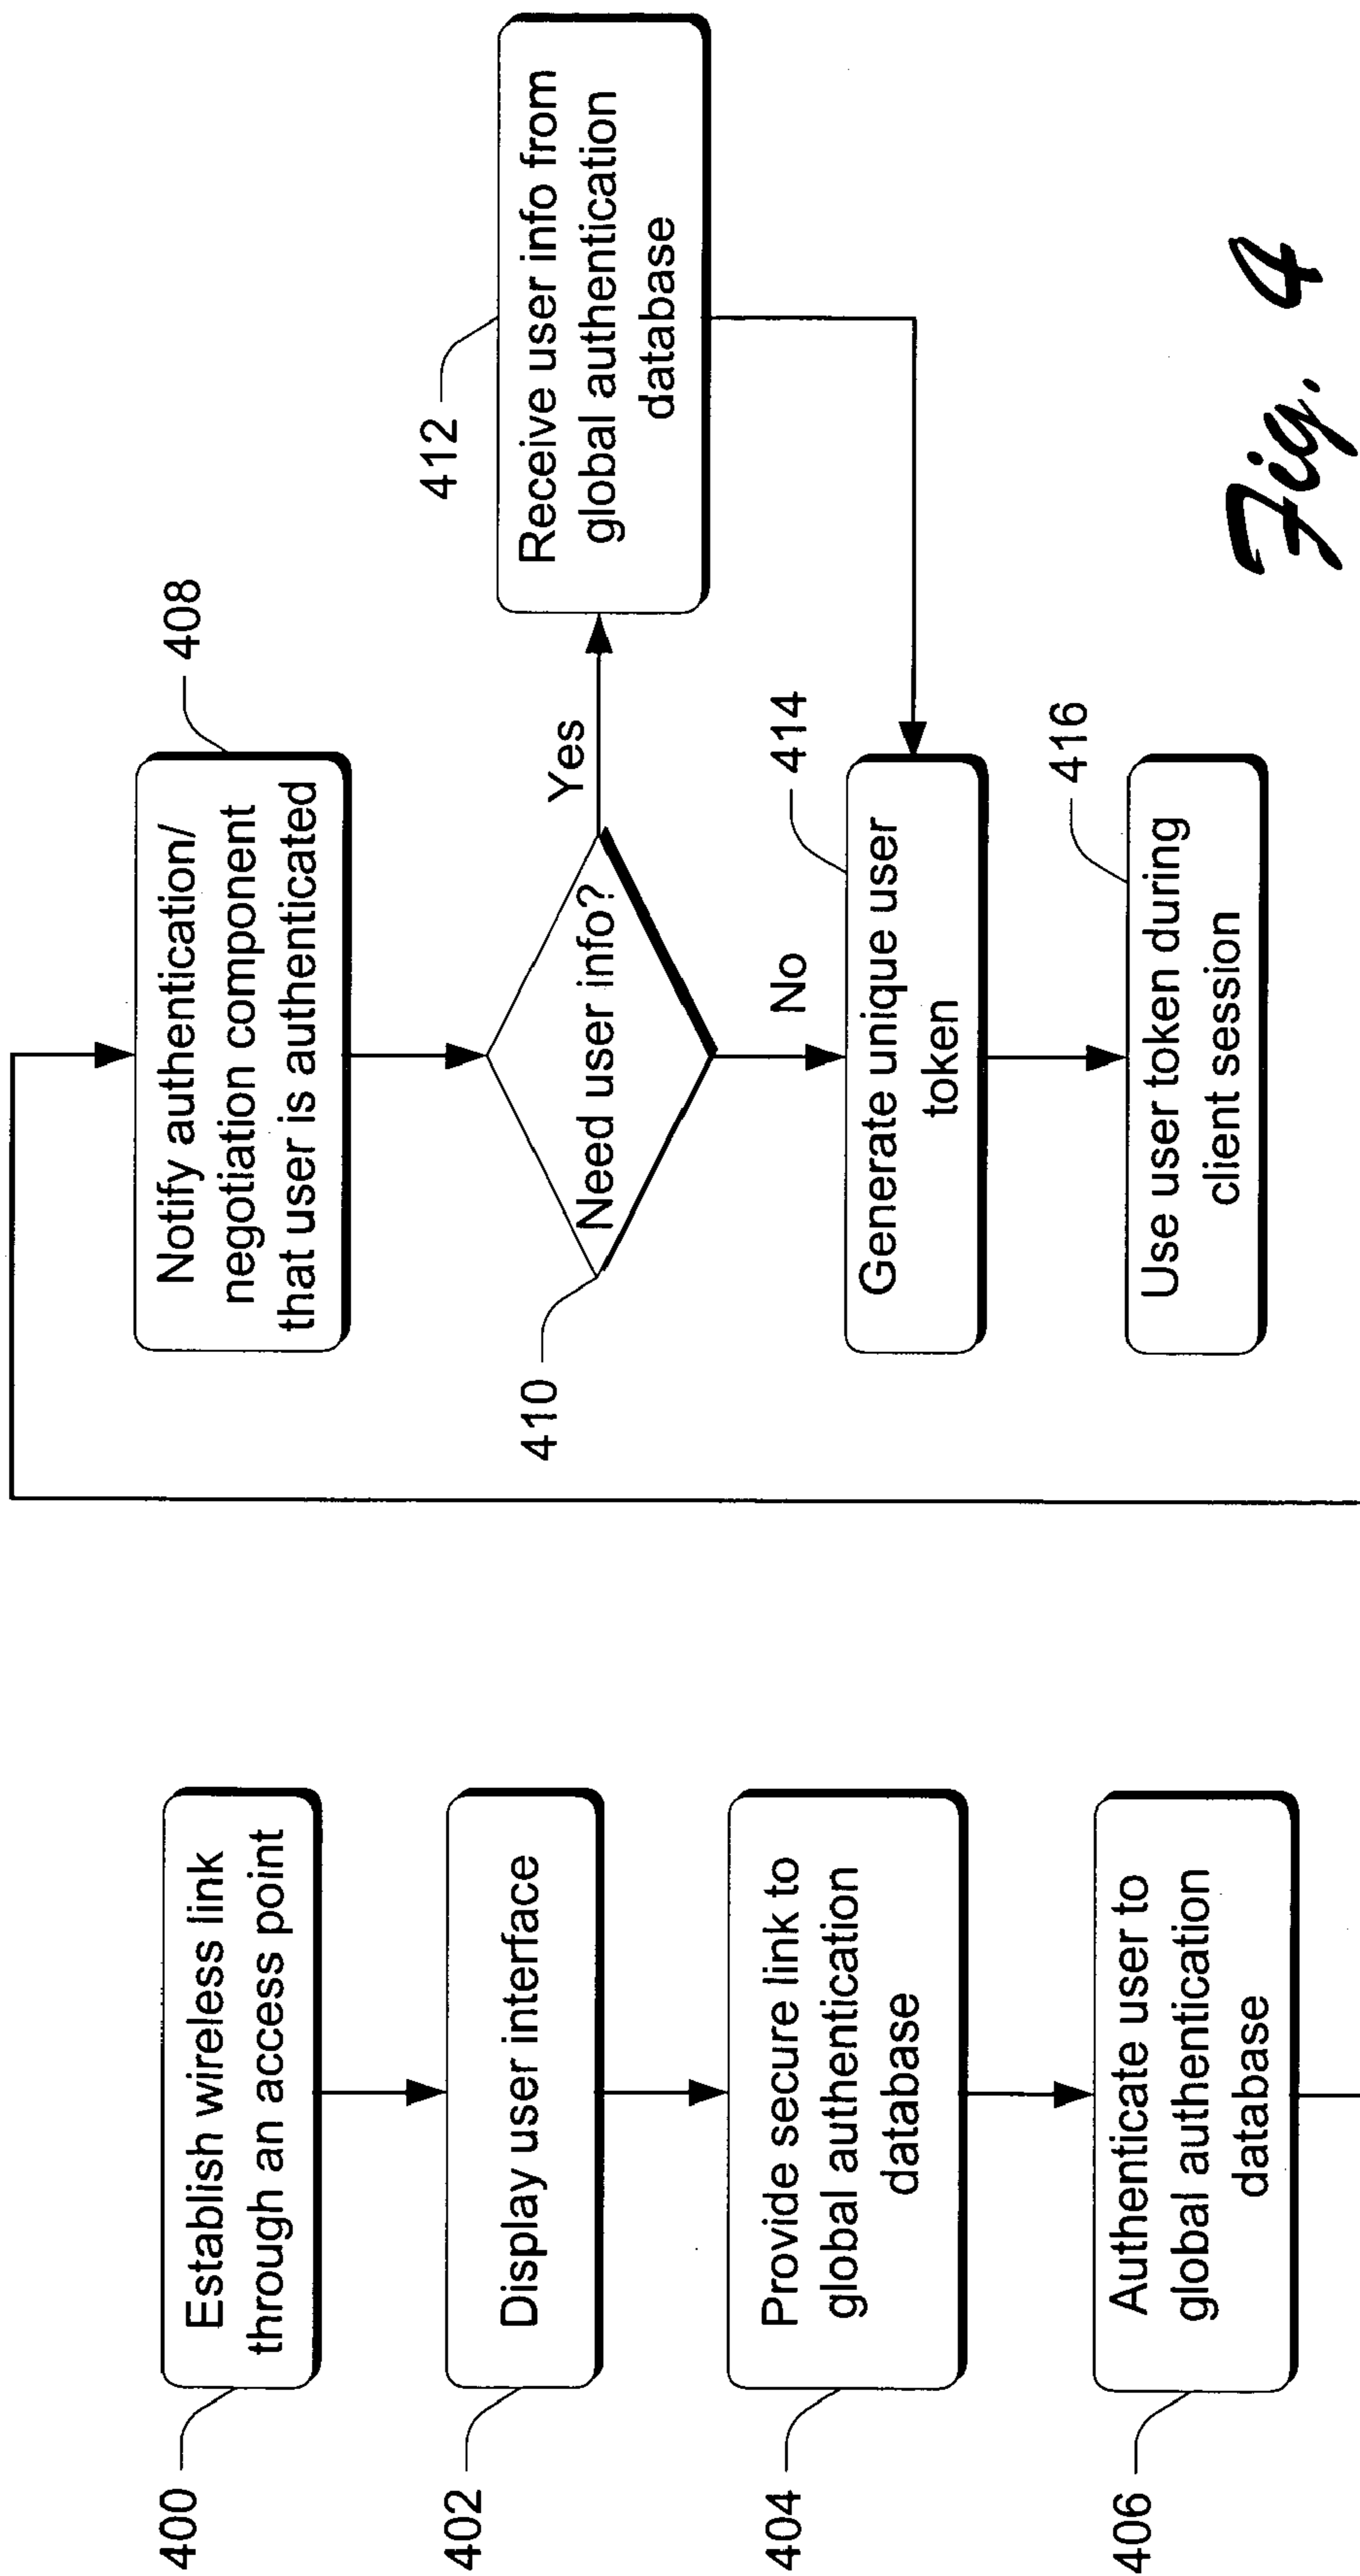 400
Establish wireless link
through an access point
402
Display user interface
404
Provide secure link to
global authentication
database
406
Authenticate user to
global authentication
database
408
Notify authentication/
negotiation component
that user is authenticated
410
Need user info?
Yes
No
412
Receive user info from
global authentication
database
414
Generate unique user
token
416
Use user token during
client session
Fig. 4